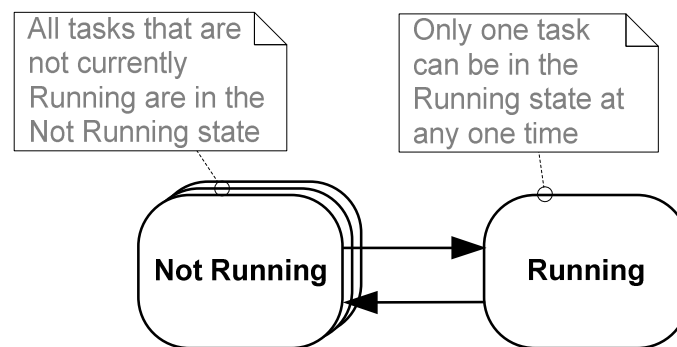 All tasks that are
not currently
Running are in the
Not Running state
Only one task
can be in the
Running state at
any one time
Not Running
Running